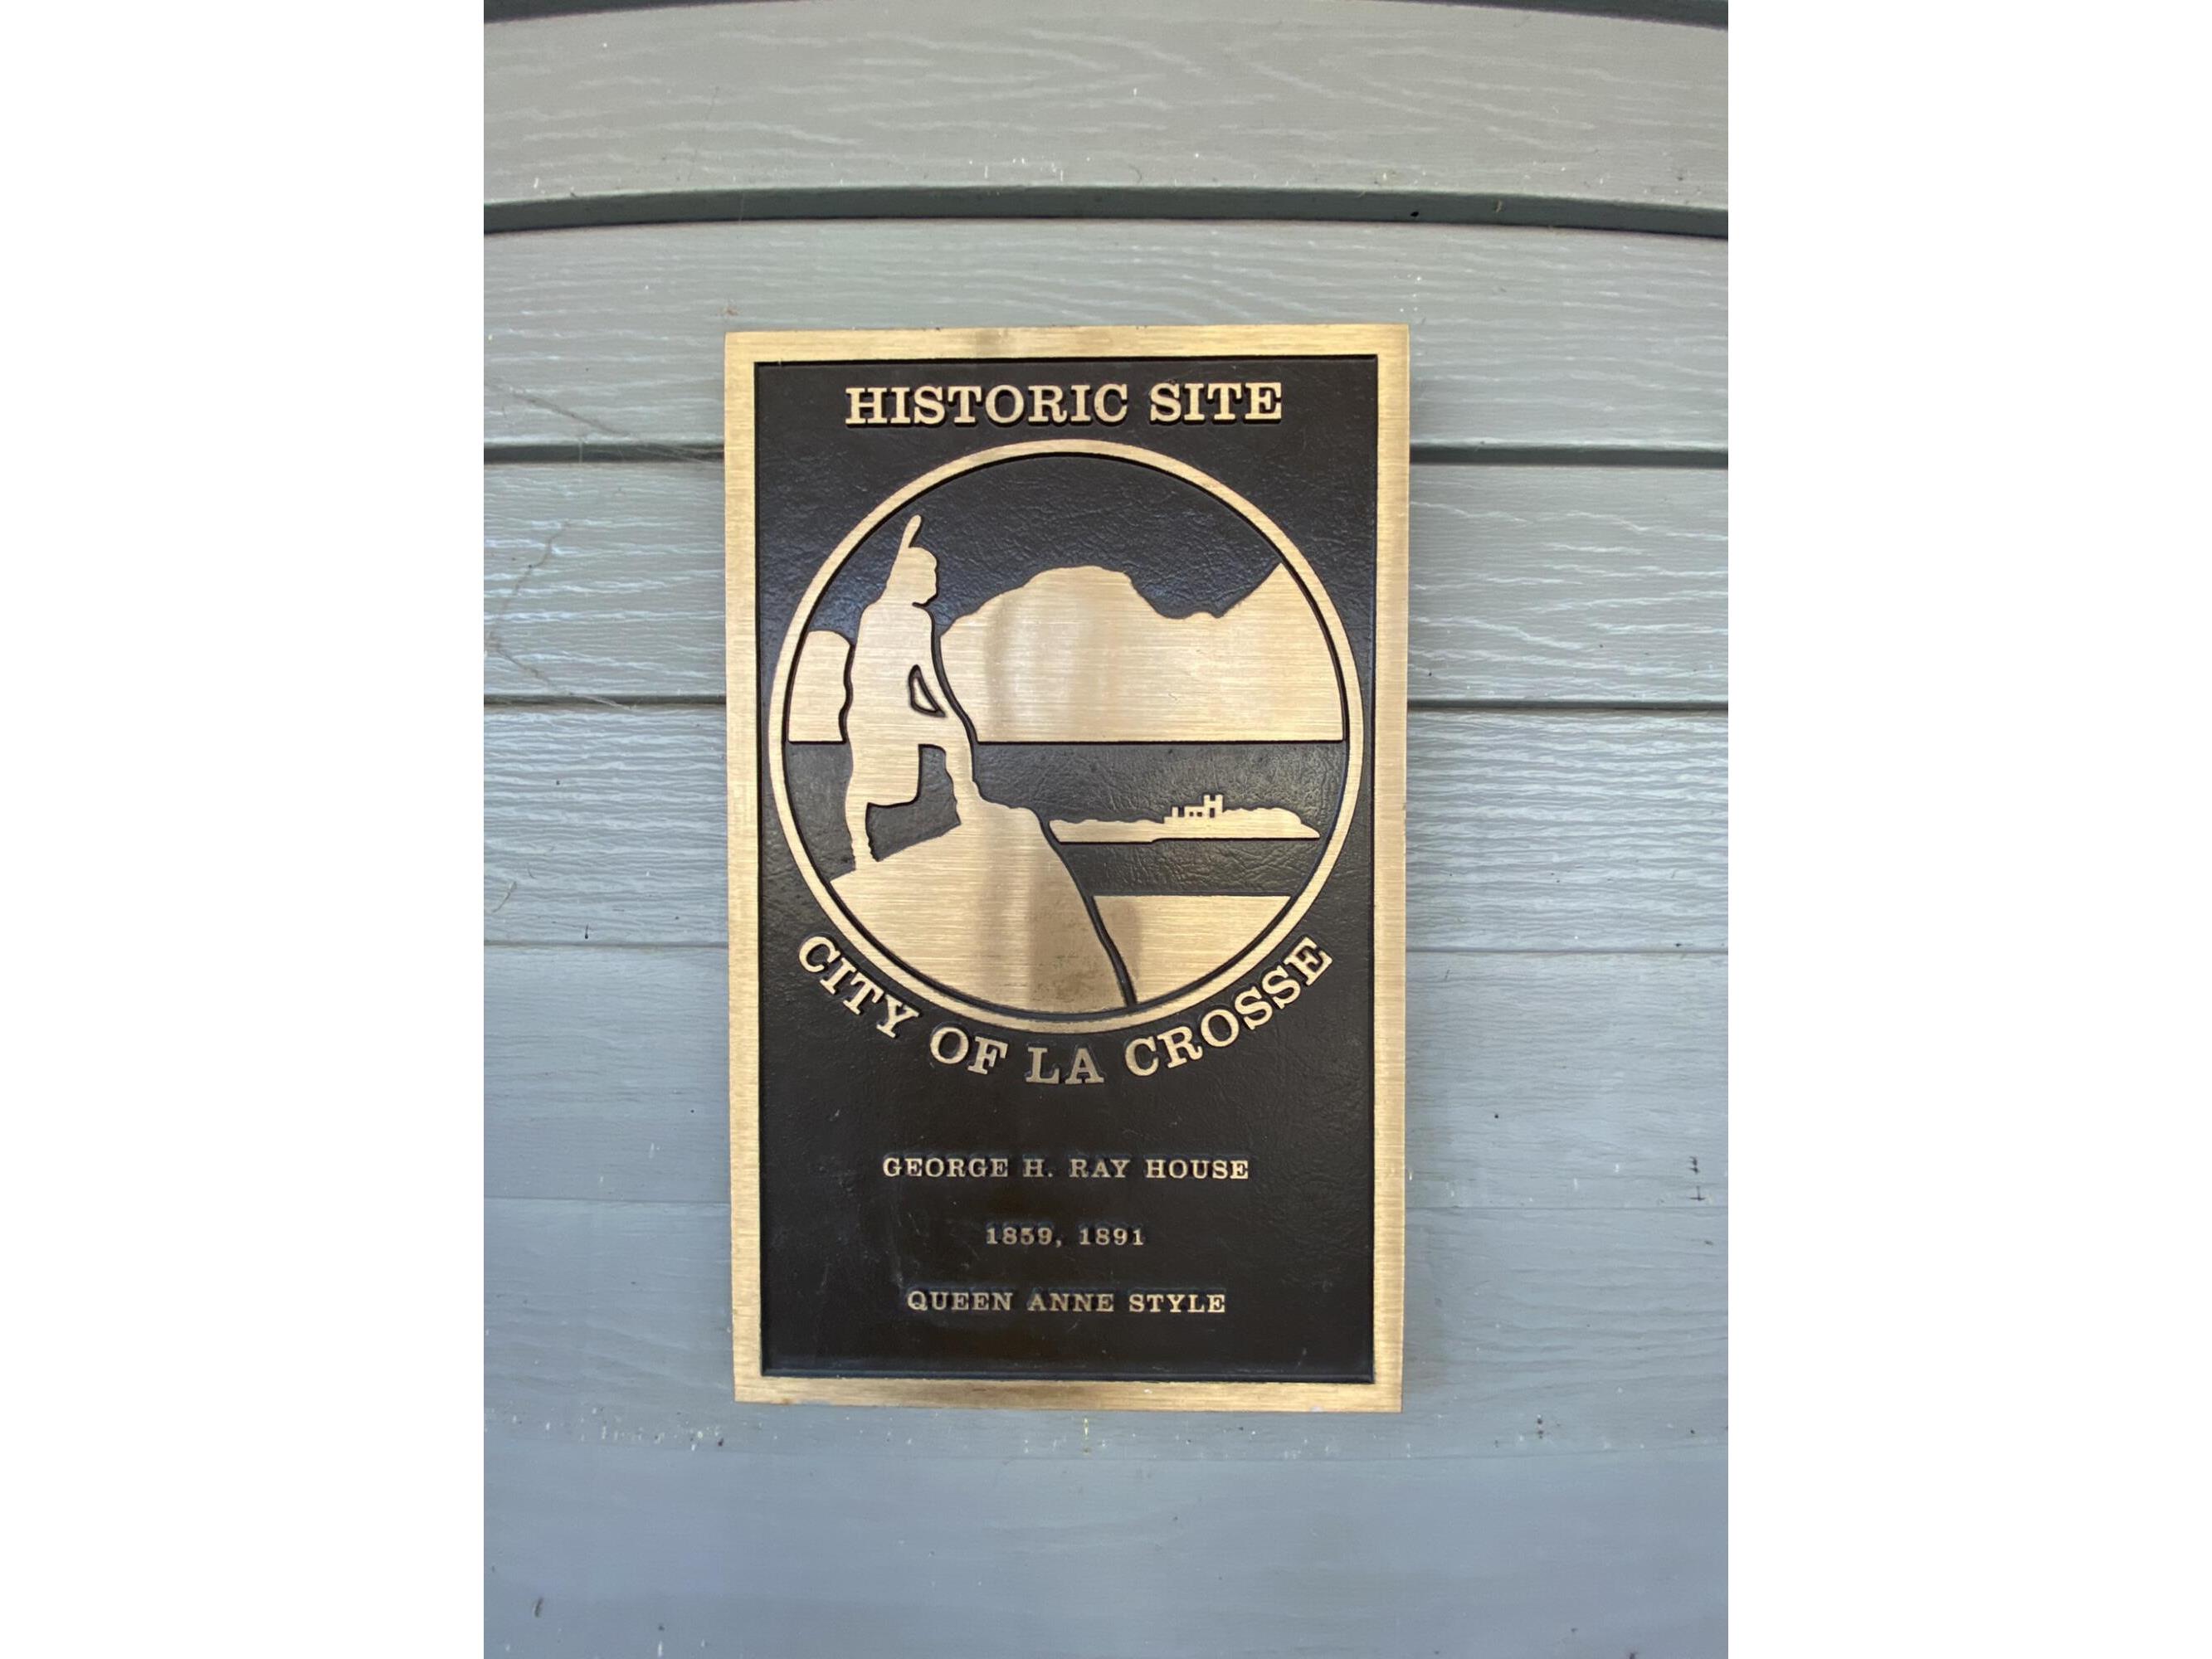 HISTORIC SITE
CITY OF LA CROSSE
GEORGE H. RAY HOUSE
1859, 1891
QUEEN ANNE STYLE